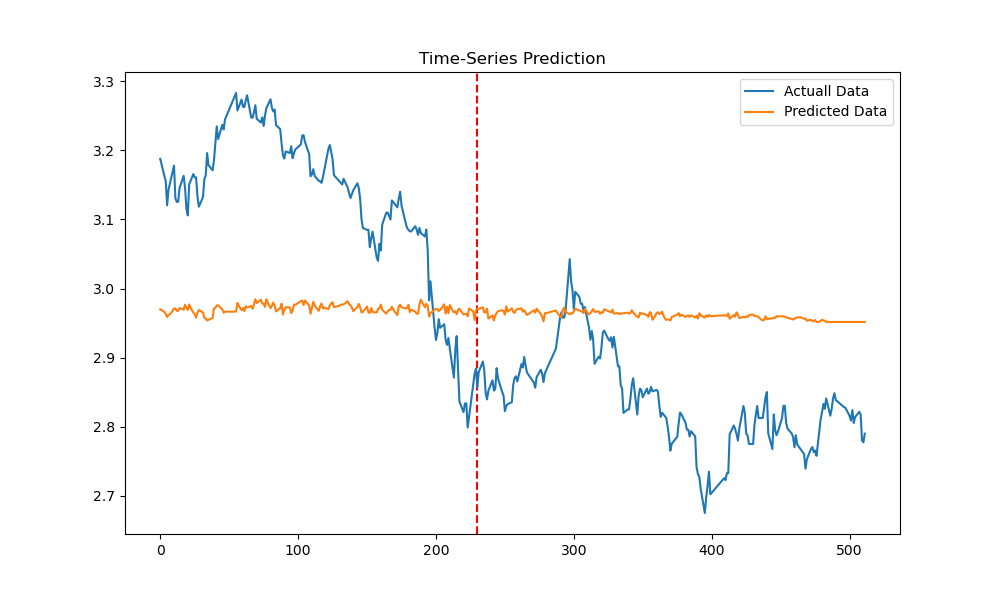 Time-Series Prediction
Actuall Data
Predicted Data
3.3
3.2
3.1
3.0
2.9
2.8
2.7
0 100 200 300 400 500